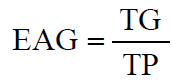 EAG = TG / TP